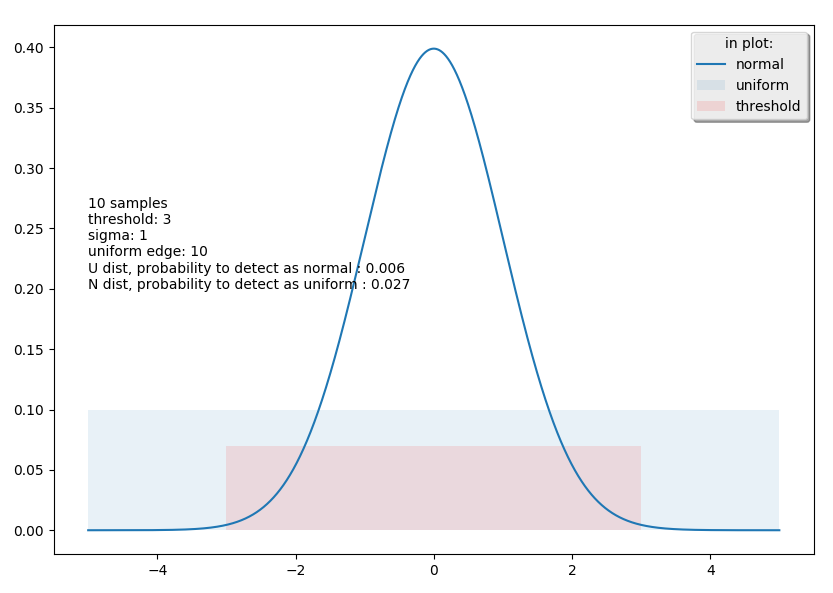 0.40
0.35
0.30
0.25
0.20
0.15
0.10
0.05
0.00
−4
−2
0
2
4
in plot:
normal
uniform
threshold
10 samples
threshold: 3
sigma: 1
uniform edge: 10
U dist, probability to detect as normal : 0.006
N dist, probability to detect as uniform : 0.027